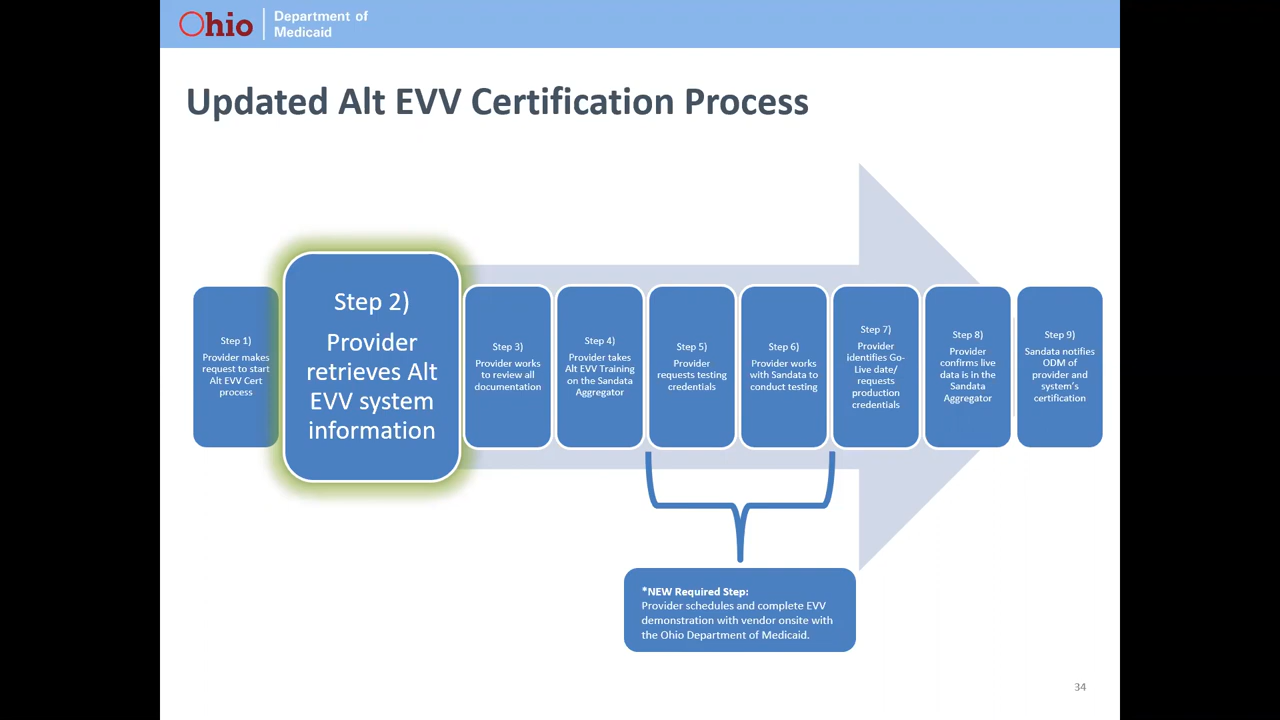 Ohio
Department of
Medicaid
Updated Alt EVV Certification Process
Step 1)
Provider makes
request to start
Alt EVV Cert
process
Step 2)
Provider
retrieves Alt
EVV system
information
Step 3)
Provider works
to review all
documentation
Step 4)
Provider takes
Alt EVV Training
on the Sandata
Aggregator
Step 5)
Provider
requests testing
credentials
Step 6)
Provider works
with Sandata to
conduct testing
Step 7)
Provider
identifies Go-
Live date/
requests
production
credentials
Step 8)
Provider
confirms live
data is in the
Sandata
Aggregator
Step 9)
Sandata notifies
ODM of
provider and
system's
certification
*NEW Required Step:
Provider schedules and complete EVV
demonstration with vendor onsite with
the Ohio Department of Medicaid.
34